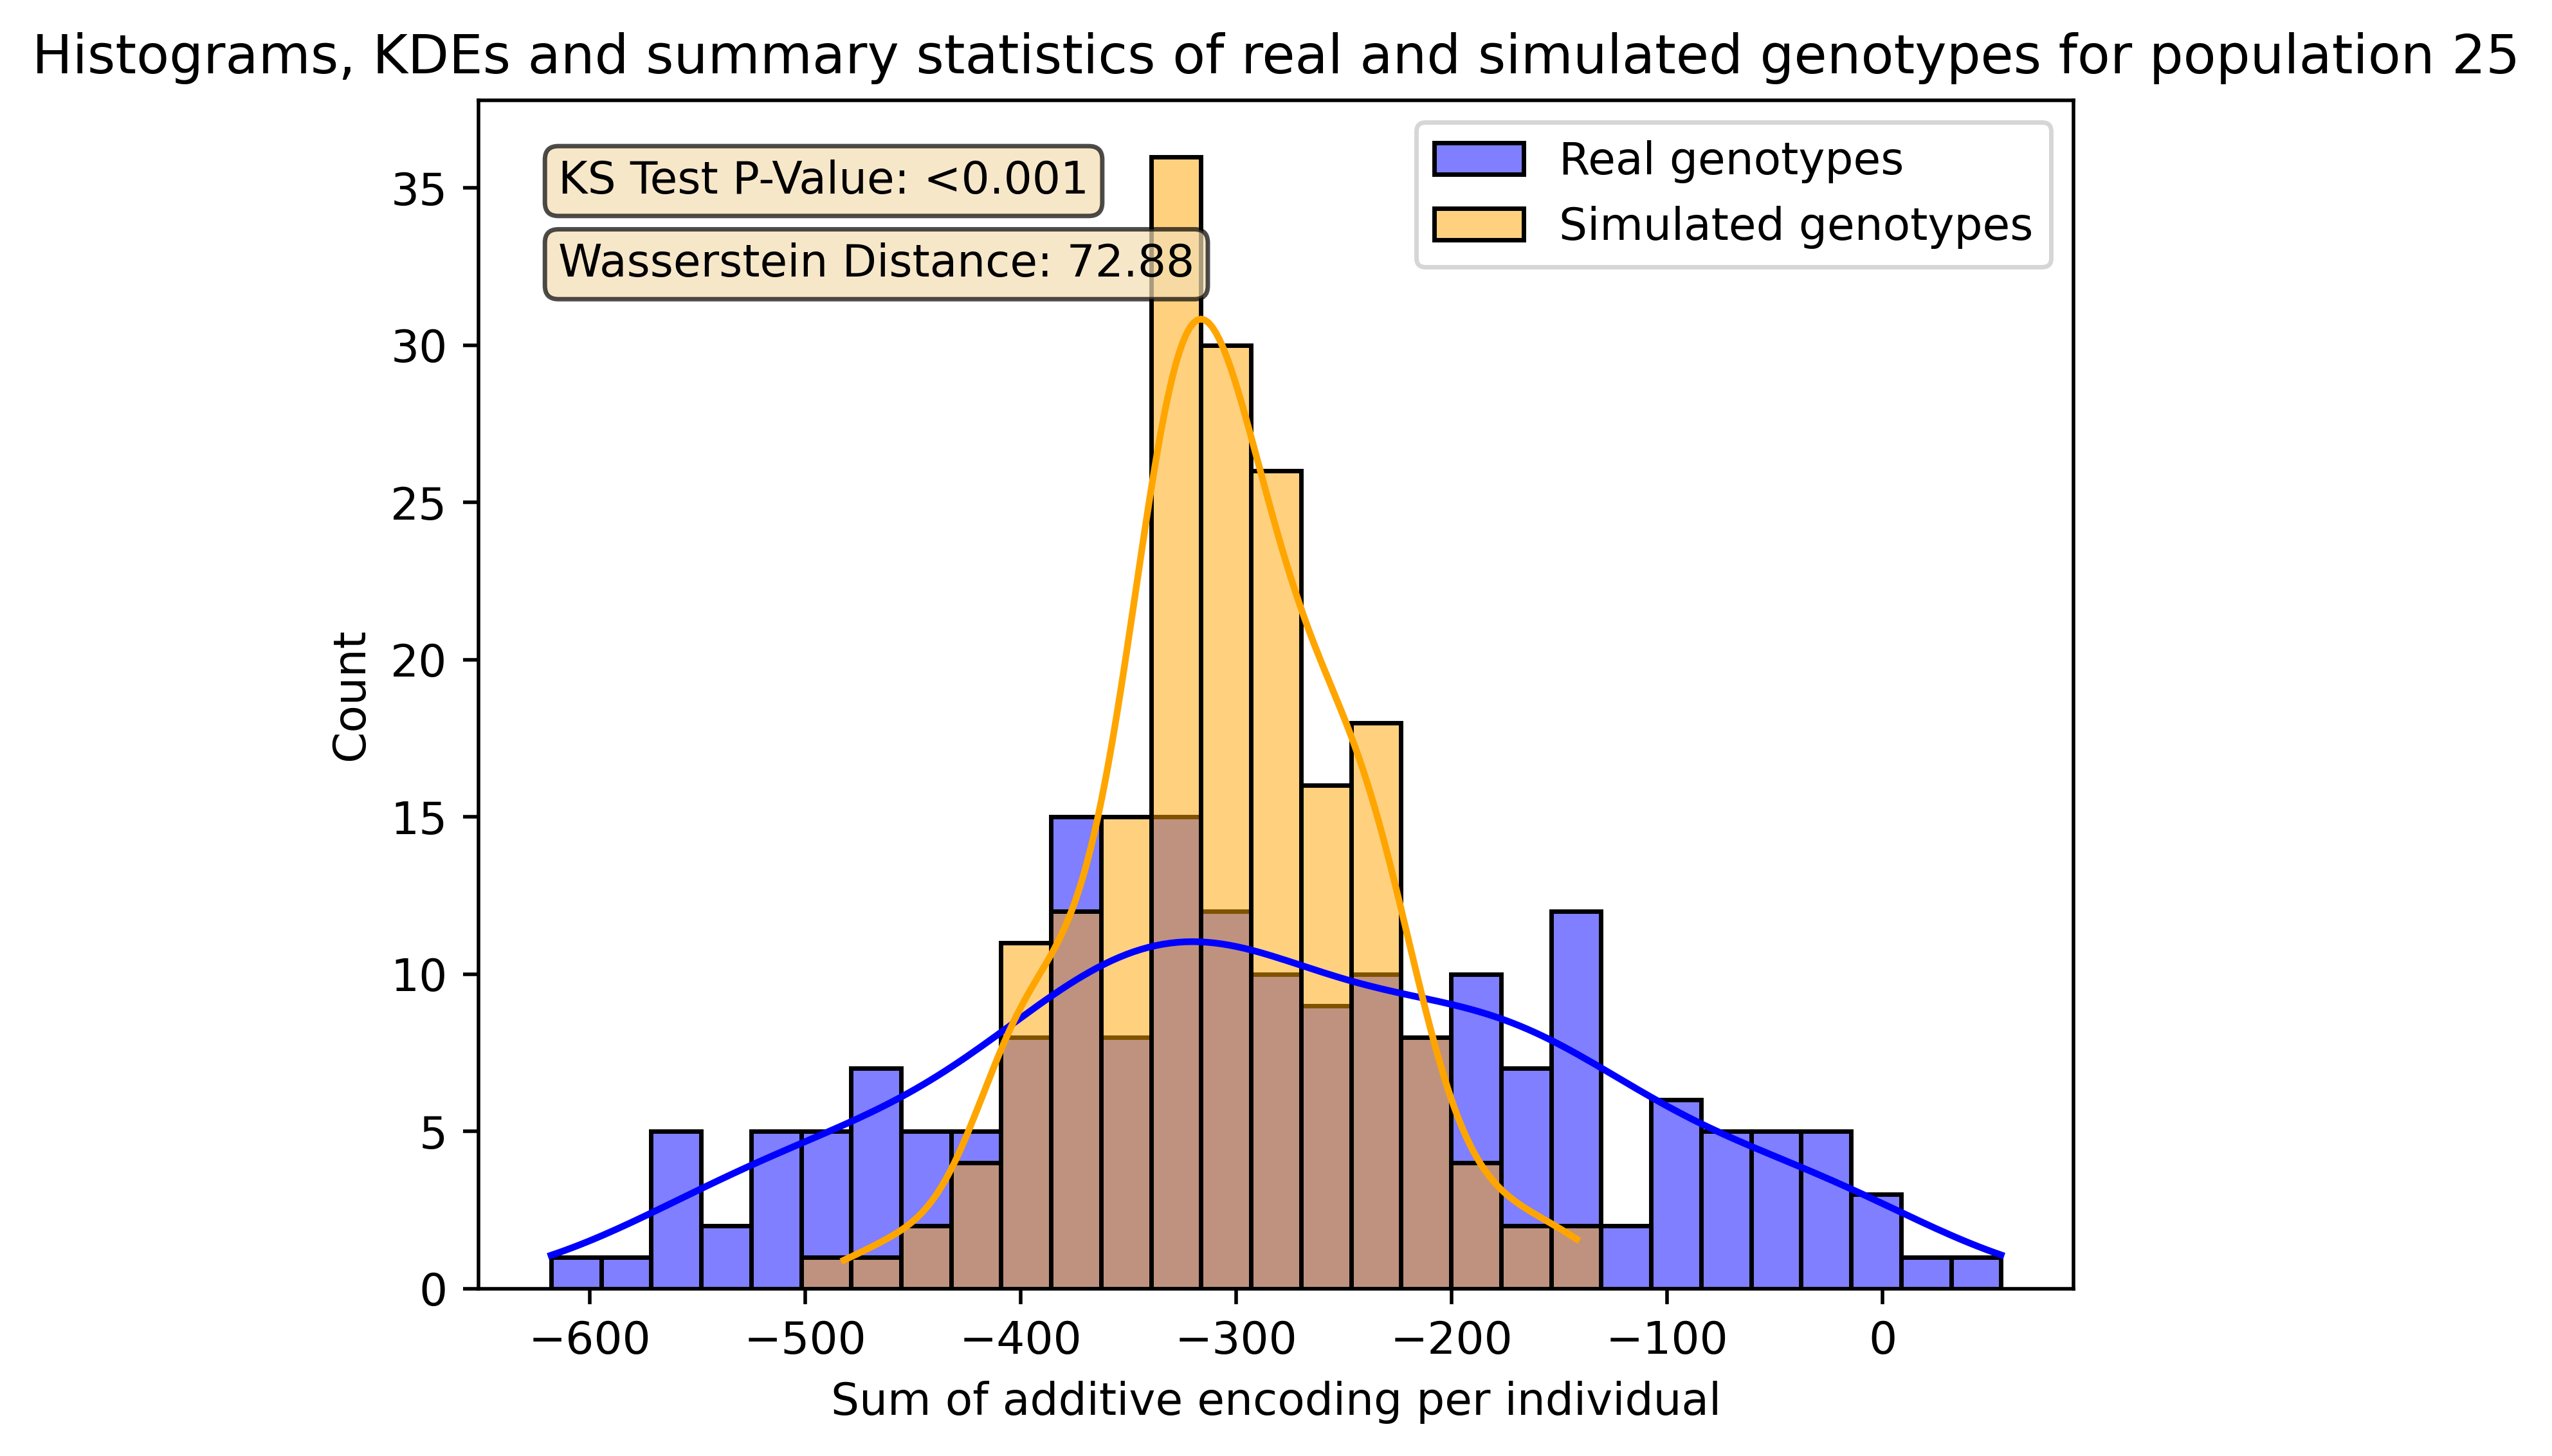 Histograms, KDEs and summary statistics of real and simulated genotypes for population 25
KS Test P-Value: <0.001
Wasserstein Distance: 72.88
Real genotypes
Simulated genotypes
Count
35
30
25
20
15
10
5
0
−600 −500 −400 −300 −200 −100 0
Sum of additive encoding per individual